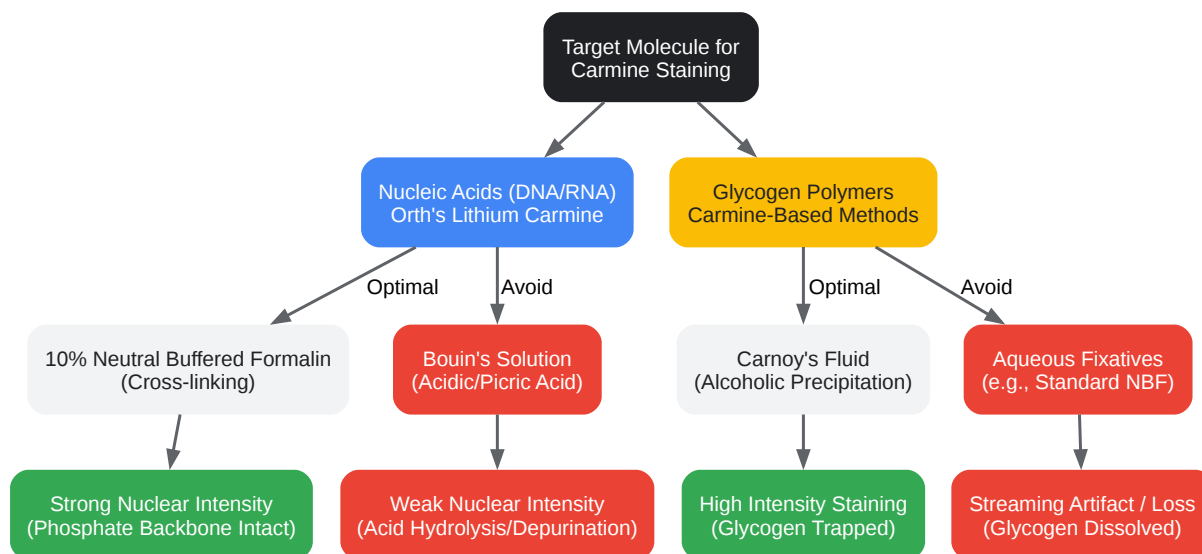 Target Molecule for
Carmine Staining
Nucleic Acids (DNA/RNA)
Orth's Lithium Carmine
Glycogen Polymers
Carmine-Based Methods
Optimal
Avoid
Optimal
Avoid
10% Neutral Buffered Formalin
(Cross-linking)
Bouin's Solution
(Acidic/Picric Acid)
Carnoy's Fluid
(Alcoholic Precipitation)
Aqueous Fixatives
(e.g., Standard NBF)
Strong Nuclear Intensity
(Phosphate Backbone Intact)
Weak Nuclear Intensity
(Acid Hydrolysis/Depurination)
High Intensity Staining
(Glycogen Trapped)
Streaming Artifact / Loss
(Glycogen Dissolved)